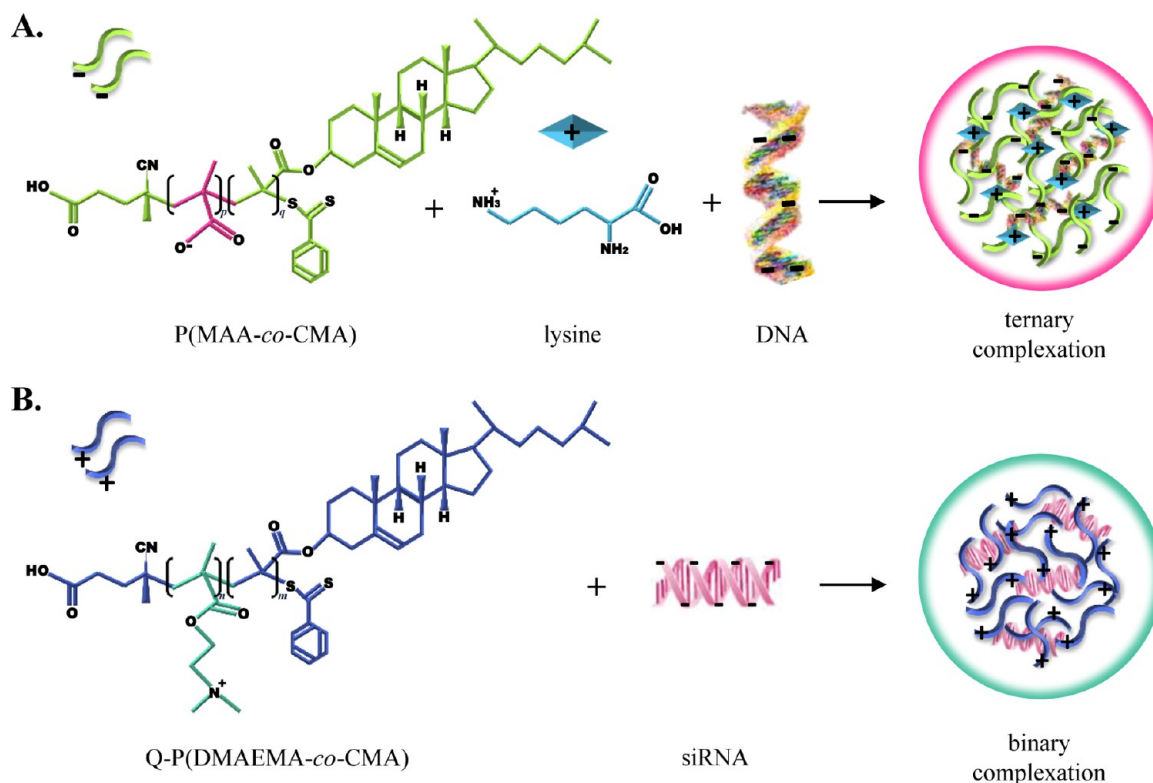 A.
CN
HO
O
p
q
O
O
O-
S
S
H
H
H
+
+
NH3+
O
OH
NH2
+
P(MAA-co-CMA)
lysine
DNA
ternary
complexation
B.
CN
HO
O
n
m
O
O
O
O
N+
S
S
H
H
H
+
Q-P(DMAEMA-co-CMA)
siRNA
binary
complexation